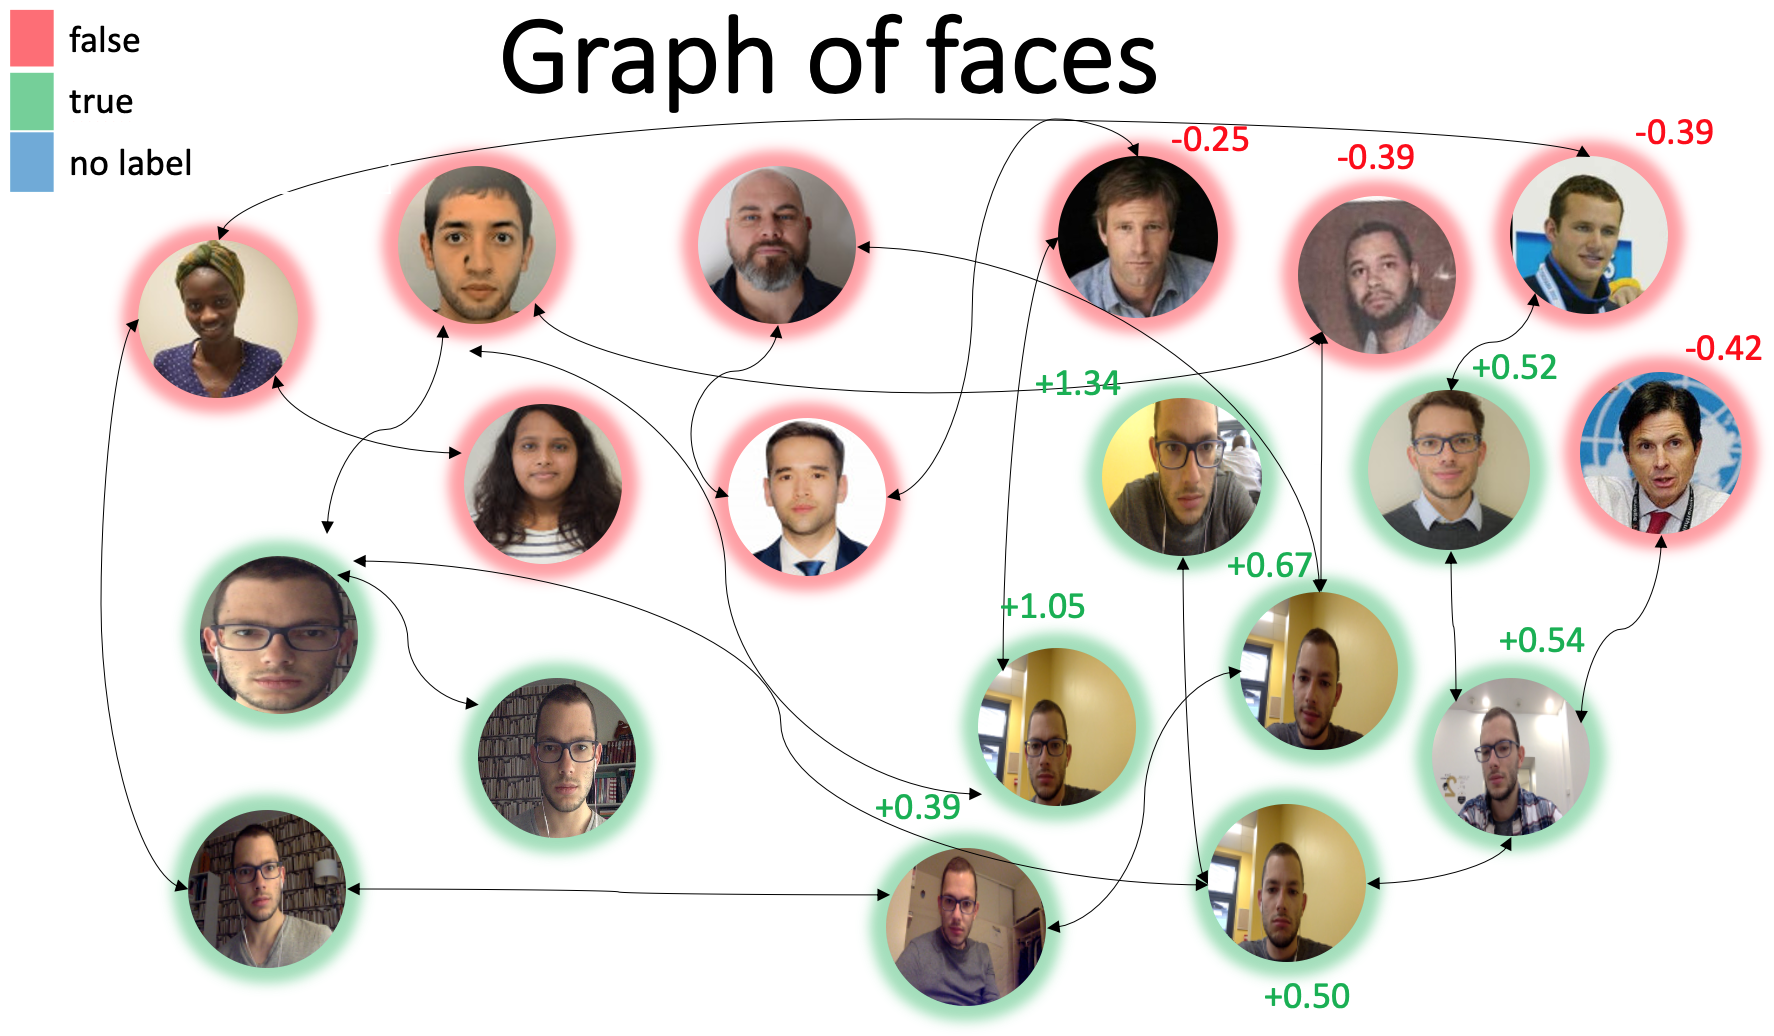 Graph of faces
false
true
no label
-0.25
-0.39
-0.39
+1.34
+0.52
-0.42
+0.67
+1.05
+0.54
+0.39
+0.50